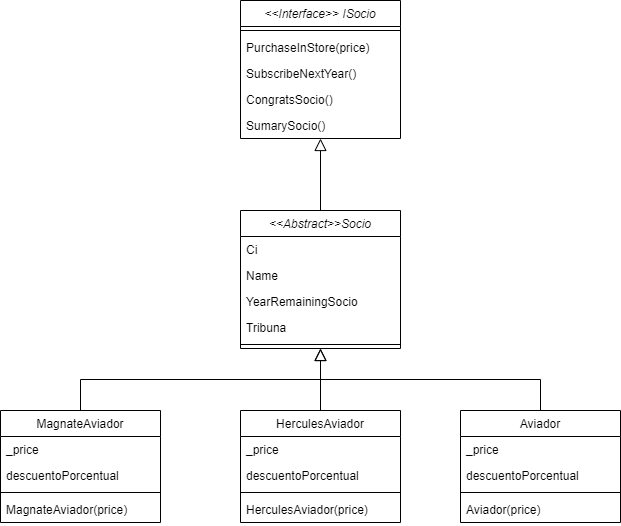 <<Interface>> ISocio
PurchaseInStore(price)
SubscribeNextYear()
CongratsSocio()
SumarySocio()
<<Abstract>>Socio
Ci
Name
YearRemainingSocio
Tribuna
MagnateAviador
_price
descuentoPorcentual
MagnateAviador(price)
HerculesAviador
_price
descuentoPorcentual
HerculesAviador(price)
Aviador
_price
descuentoPorcentual
Aviador(price)